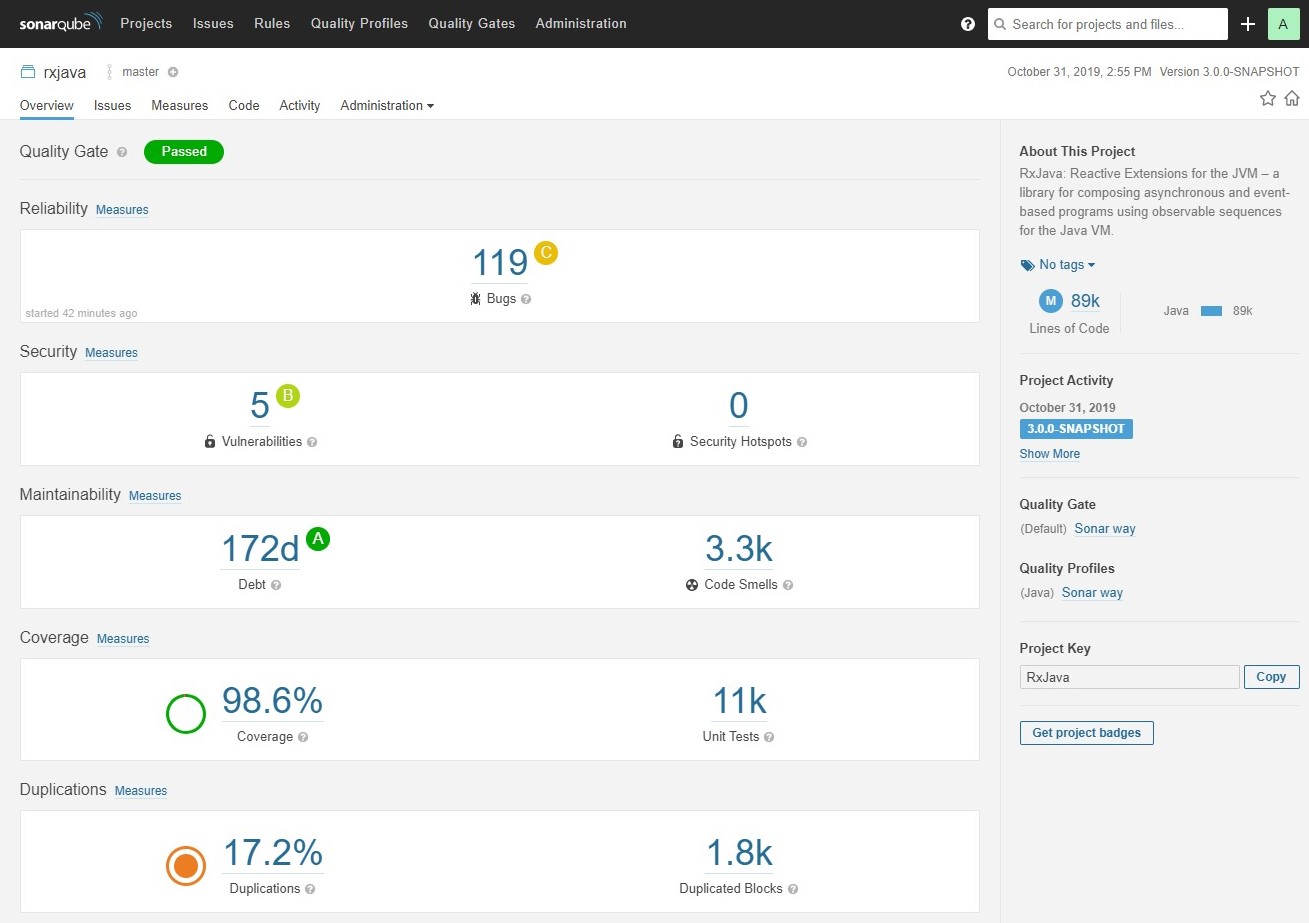 sonarqube Projects Issues Rules Quality Profiles Quality Gates Administration ? Search for projects and files... A
rxjava master October 31, 2019, 2:55 PM Version 3.0.0-SNAPSHOT
Overview Issues Measures Code Activity Administration
Quality Gate ? Passed
Reliability Measures
119 C
Bugs ?
started 42 minutes ago
Security Measures
5 B
Vulnerabilities ?
0
Security Hotspots ?
Maintainability Measures
172d A
Debt ?
3.3k
Code Smells ?
Coverage Measures
98.6%
Coverage ?
11k
Unit Tests ?
Duplications Measures
17.2%
Duplications ?
1.8k
Duplicated Blocks ?
About This Project
RxJava: Reactive Extensions for the JVM – a
library for composing asynchronous and event-
based programs using observable sequences
for the Java VM.
No tags
M 89k
Lines of Code
Java 89k
Project Activity
October 31, 2019
3.0.0-SNAPSHOT
Show More
Quality Gate
(Default) Sonar way
Quality Profiles
(Java) Sonar way
Project Key
RxJava Copy
Get project badges